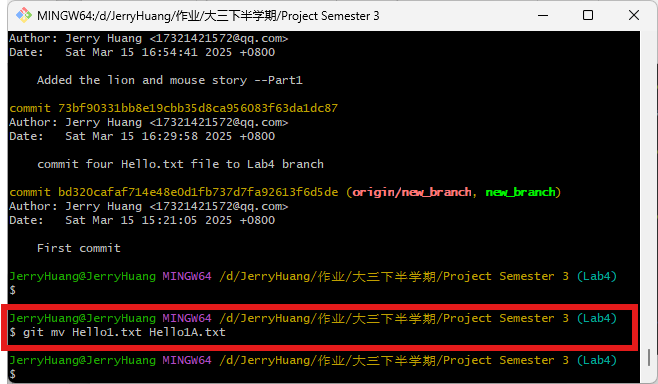 MINGW64:/d/JerryHuang/作业/大三下半学期/Project Semester 3
Author: Jerry Huang <17321421572@qq.com>
Date:   Sat Mar 15 16:54:41 2025 +0800
Added the lion and mouse story --Part1
commit 73bf90331bb8e19cbb35d8ca956083f63da1dc87
Author: Jerry Huang <17321421572@qq.com>
Date:   Sat Mar 15 16:29:58 2025 +0800
commit four Hello.txt file to Lab4 branch
commit bd320cafaf714e48e0d1fb737d7fa92613f6d5de (origin/new_branch, new_branch)
Author: Jerry Huang <17321421572@qq.com>
Date:   Sat Mar 15 15:21:05 2025 +0800
First commit
JerryHuang@JerryHuang MINGW64 /d/JerryHuang/作业/大三下半学期/Project Semester 3 (Lab4)
$
JerryHuang@JerryHuang MINGW64 /d/JerryHuang/作业/大三下半学期/Project Semester 3 (Lab4)
$ git mv Hello1.txt Hello1A.txt
JerryHuang@JerryHuang MINGW64 /d/JerryHuang/作业/大三下半学期/Project Semester 3 (Lab4)
$